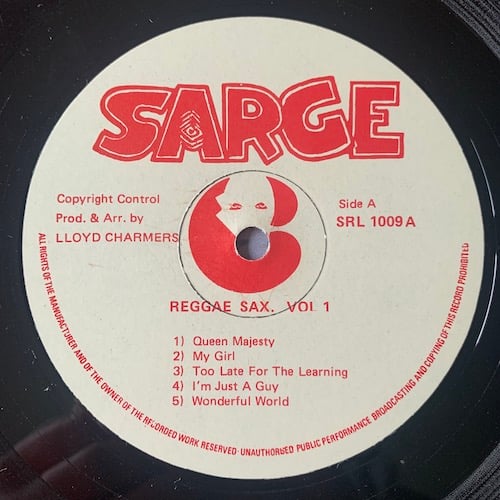 SARGE
Copyright Control
Prod. & Arr. by
LLOYD CHARMERS
Side A
SRL 1009 A
REGGAE SAX. VOL 1
1) Queen Majesty
2) My Girl
3) Too Late For The Learning
4) I'm Just A Guy
5) Wonderful World
ALL RIGHTS OF THE MANUFACTURER AND OF THE OWNER OF THE RECORDED WORK RESERVED · UNAUTHORISED PUBLIC PERFORMANCE BROADCASTING AND COPYING OF THIS RECORD PROHIBITED